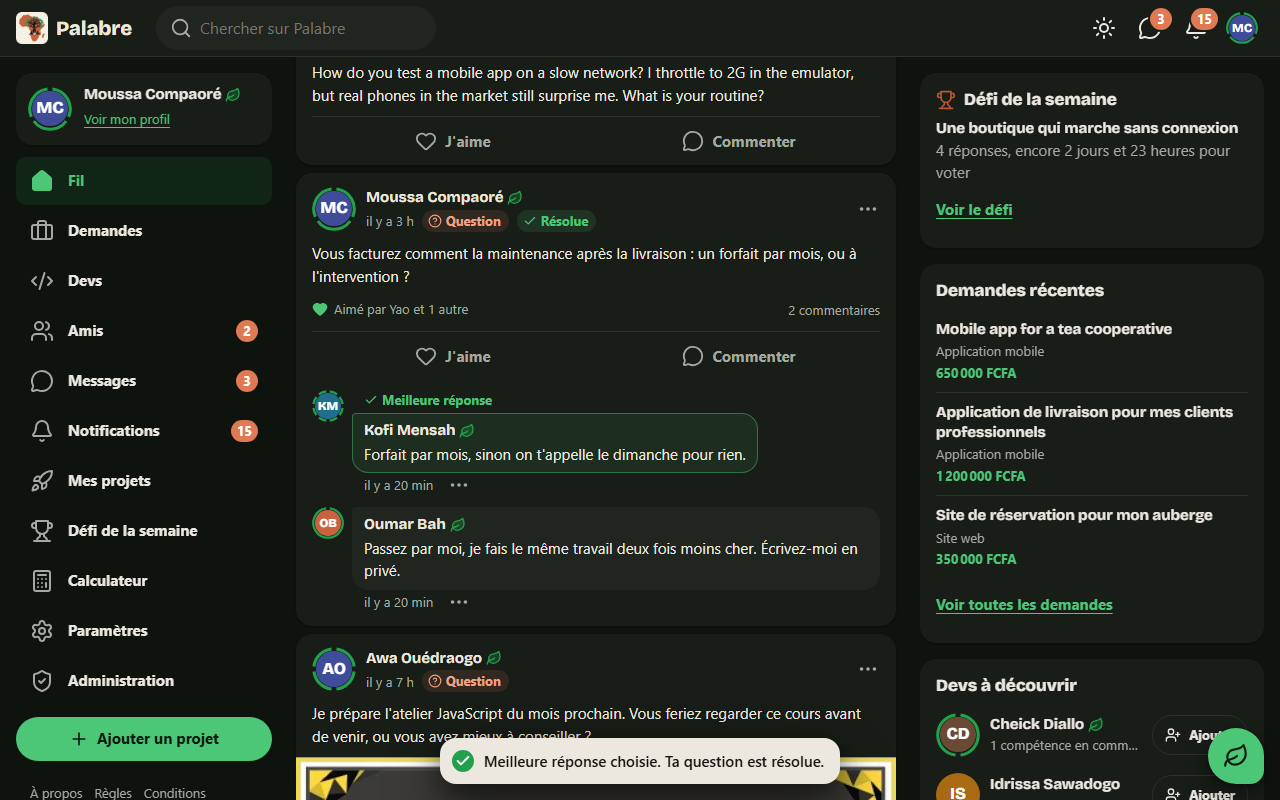 Palabre
Chercher sur Palabre
3
15
MC
MC
Moussa Compaoré
Voir mon profil
Fil
Demandes
Devs
Amis
2
Messages
3
Notifications
15
Mes projets
Défi de la semaine
Calculateur
Paramètres
Administration
Ajouter un projet
À propos Règles Conditions
How do you test a mobile app on a slow network? I throttle to 2G in the emulator,
but real phones in the market still surprise me. What is your routine?
J'aime
Commenter
MC
Moussa Compaoré
il y a 3 h
Question
Résolue
Vous facturez comment la maintenance après la livraison : un forfait par mois, ou à
l'intervention ?
Aimé par Yao et 1 autre
2 commentaires
J'aime
Commenter
KM
Meilleure réponse
Kofi Mensah
Forfait par mois, sinon on t'appelle le dimanche pour rien.
il y a 20 min
OB
Oumar Bah
Passez par moi, je fais le même travail deux fois moins cher. Écrivez-moi en
privé.
il y a 20 min
AO
Awa Ouédraogo
il y a 7 h
Question
Je prépare l'atelier JavaScript du mois prochain. Vous feriez regarder ce cours avant
de venir, ou vous avez mieux à conseiller ?
Meilleure réponse choisie. Ta question est résolue.
Défi de la semaine
Une boutique qui marche sans connexion
4 réponses, encore 2 jours et 23 heures pour
voter
Voir le défi
Demandes récentes
Mobile app for a tea cooperative
Application mobile
650 000 FCFA
Application de livraison pour mes clients
professionnels
Application mobile
1 200 000 FCFA
Site de réservation pour mon auberge
Site web
350 000 FCFA
Voir toutes les demandes
Devs à découvrir
CD
Cheick Diallo
1 compétence en comm...
IS
Idrissa Sawadogo
Ajouter